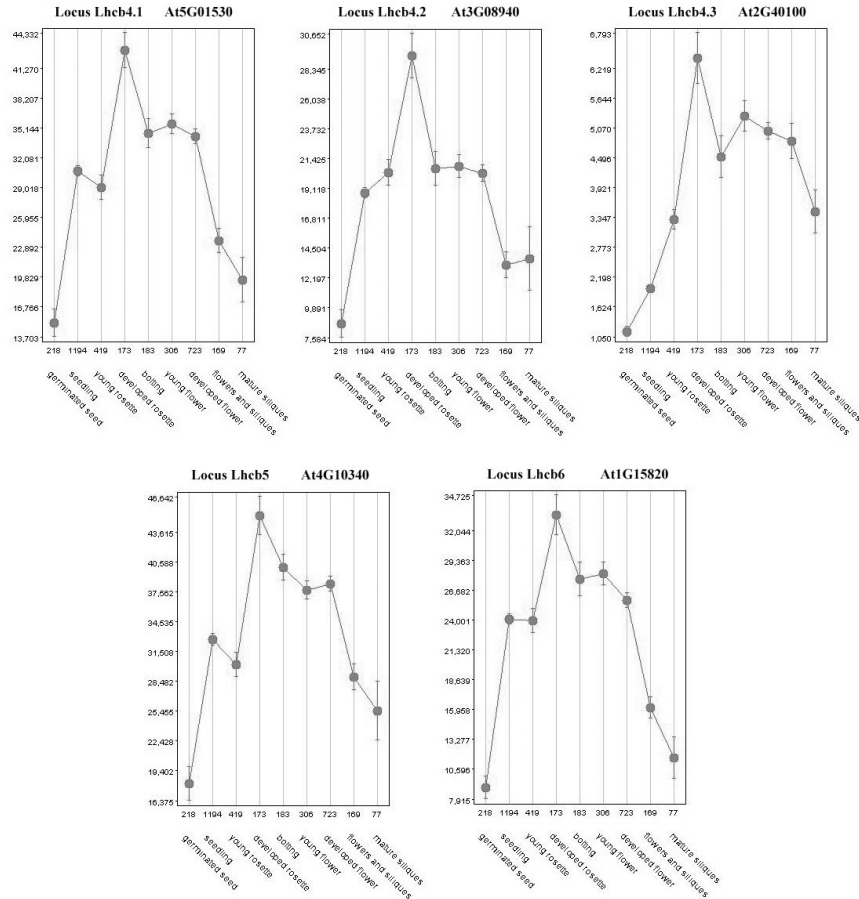 Locus Lhcb4.1 At5G01530
44,332
41,270
38,207
35,144
32,081
29,018
25,955
22,892
19,829
16,766
13,703
218 1194 419 173 183 306 723 169 77
germinated seed
seedling
young rosette
developed rosette
bolting
young flower
developed flower
flowers and siliques
mature siliques
Locus Lhcb4.2 At3G08940
30,652
28,345
26,038
23,732
21,425
19,118
16,811
14,504
12,197
9,891
7,584
218 1194 419 173 183 306 723 169 77
germinated seed
seedling
young rosette
developed rosette
bolting
young flower
developed flower
flowers and siliques
mature siliques
Locus Lhcb4.3 At2G40100
6,793
6,219
5,644
5,070
4,496
3,921
3,347
2,773
2,198
1,624
1,050
218 1194 419 173 183 306 723 169 77
germinated seed
seedling
young rosette
developed rosette
bolting
young flower
developed flower
flowers and siliques
mature siliques
Locus Lhcb5 At4G10340
46,642
43,615
40,588
37,562
34,535
31,508
28,482
25,455
22,428
19,402
16,375
218 1194 419 173 183 306 723 169 77
germinated seed
seedling
young rosette
developed rosette
bolting
young flower
developed flower
flowers and siliques
mature siliques
Locus Lhcb6 At1G15820
34,725
32,044
29,363
26,682
24,001
21,320
18,639
15,958
13,277
10,596
7,915
218 1194 419 173 183 306 723 169 77
germinated seed
seedling
young rosette
developed rosette
bolting
young flower
developed flower
flowers and siliques
mature siliques